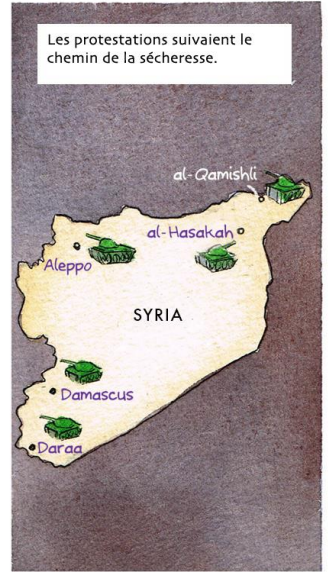 Les protestations suivaient le
chemin de la sécheresse.
al-Qamishli
al-Hasakah
Aleppo
SYRIA
Damascus
Daraa